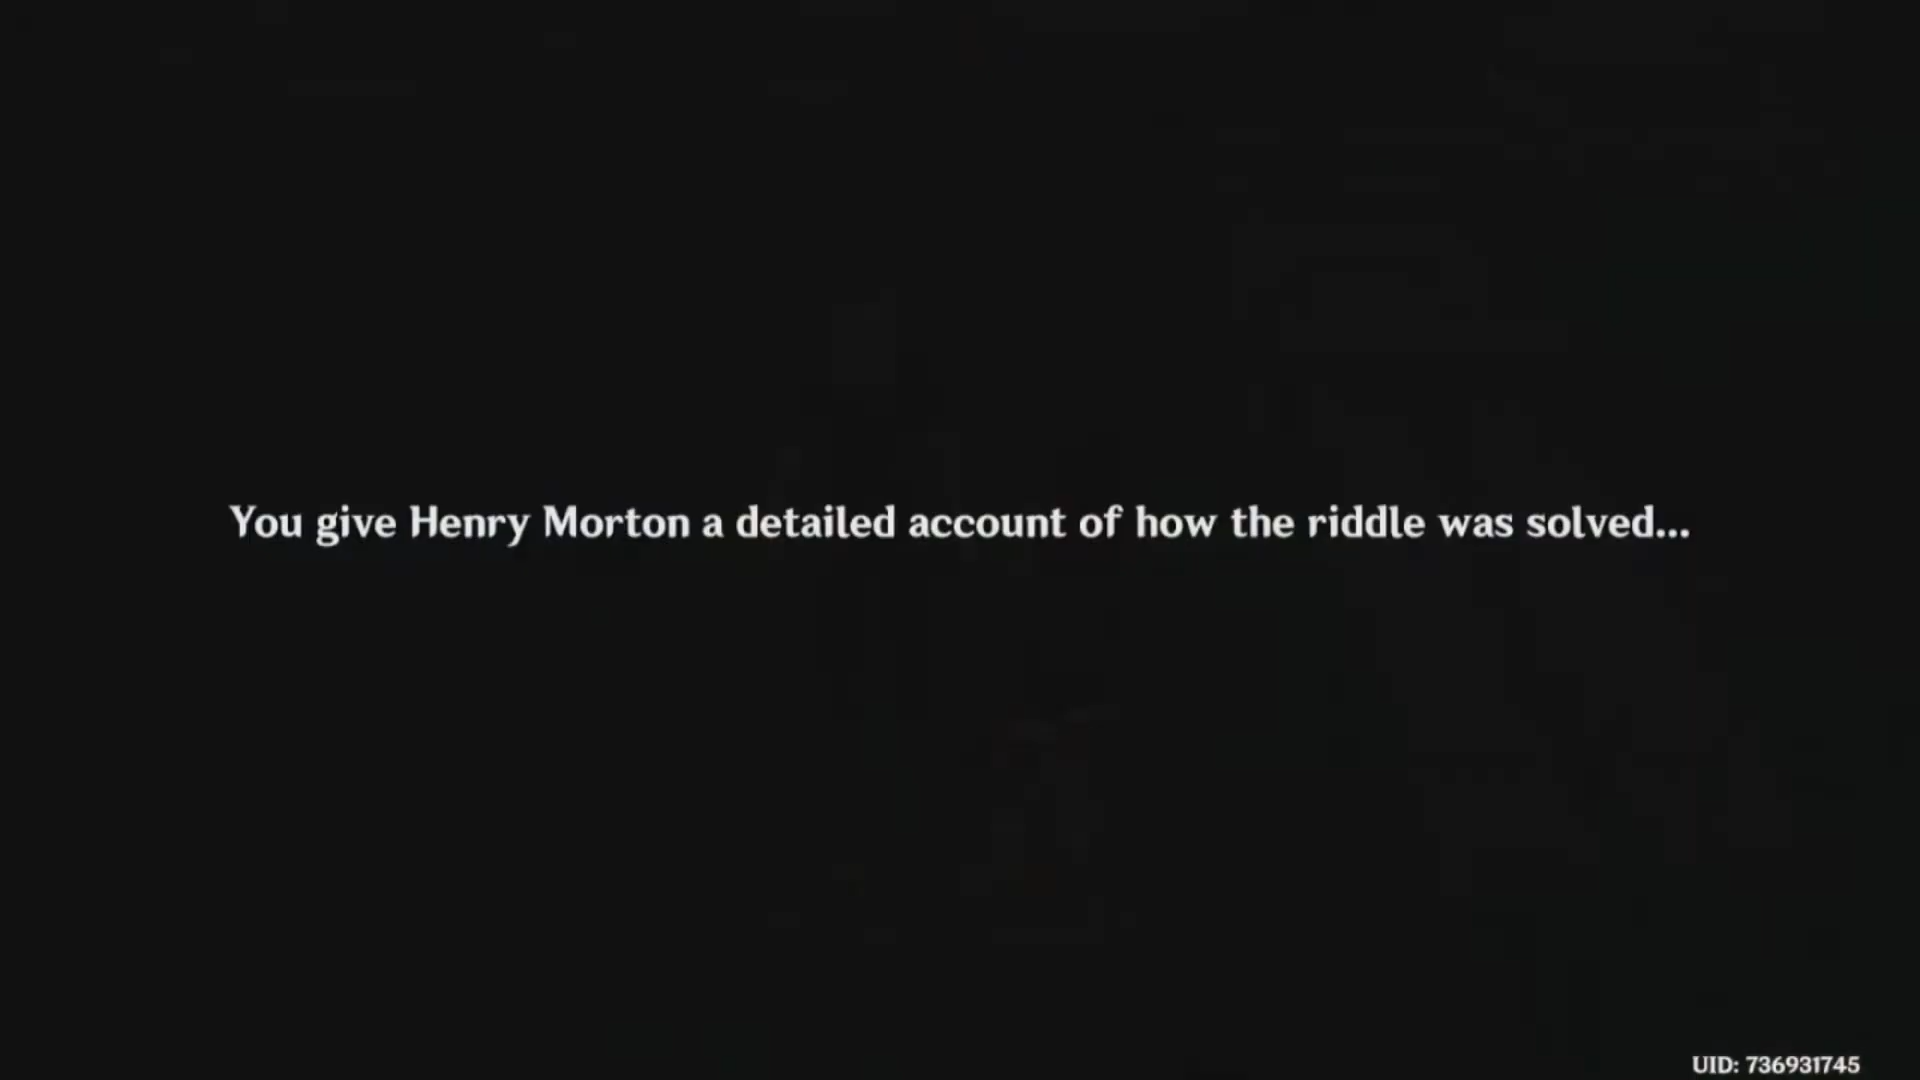 You give Henry Morton a detailed account of how the riddle was solved...
UID: 736931745